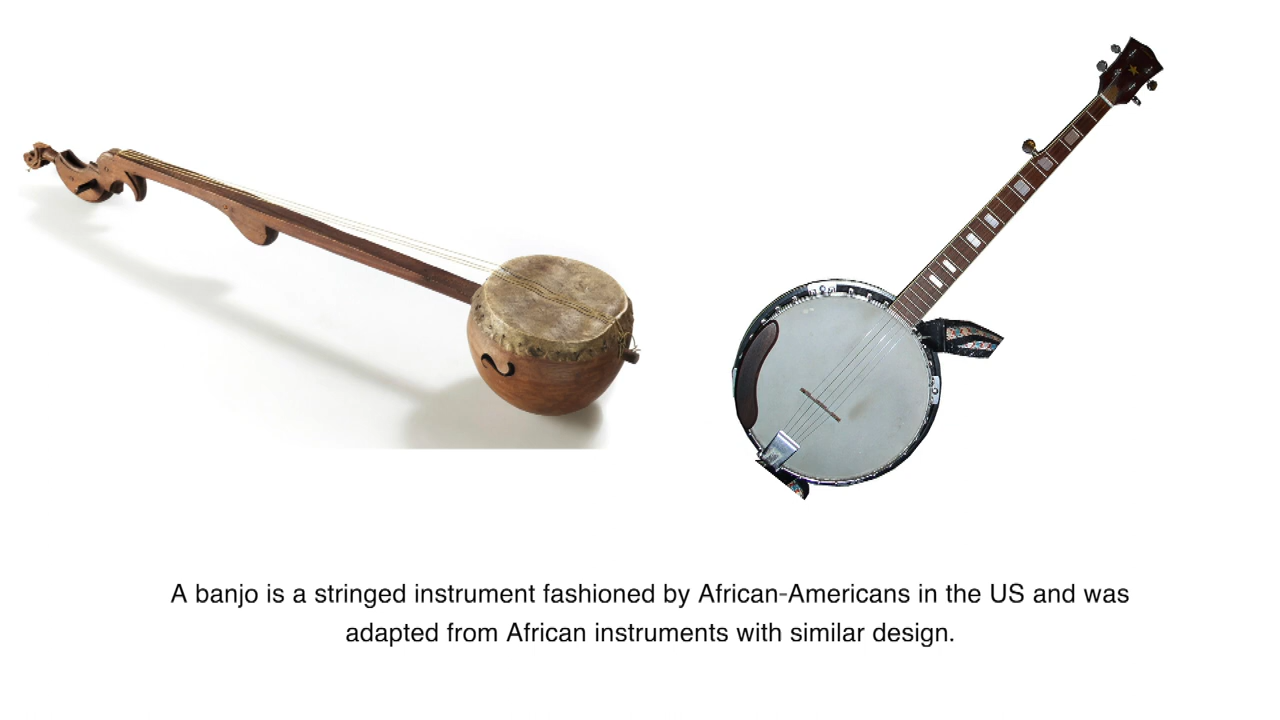 A banjo is a stringed instrument fashioned by African-Americans in the US and was
adapted from African instruments with similar design.